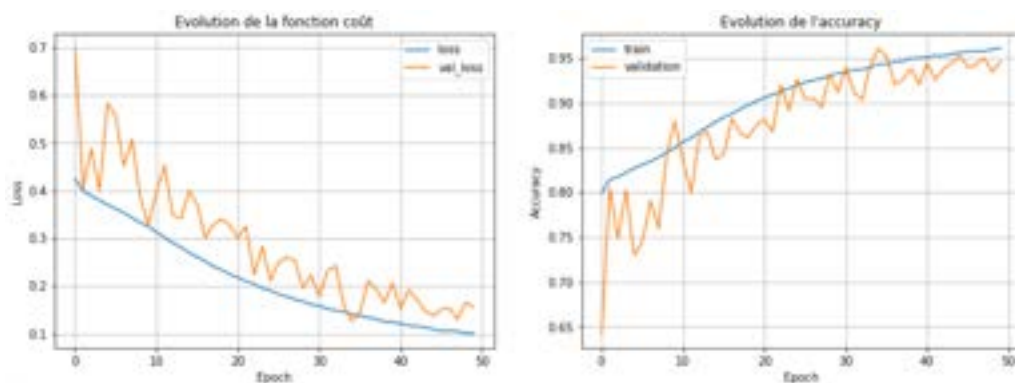 Evolution de la fonction coût
0.7
0.6
0.5
0.4
0.3
0.2
0.1
Loss
loss
val_loss
0 10 20 30 40 50
Epoch
Evolution de l'accuracy
0.95
0.90
0.85
0.80
0.75
0.70
0.65
Accuracy
train
validation
0 10 20 30 40 50
Epoch